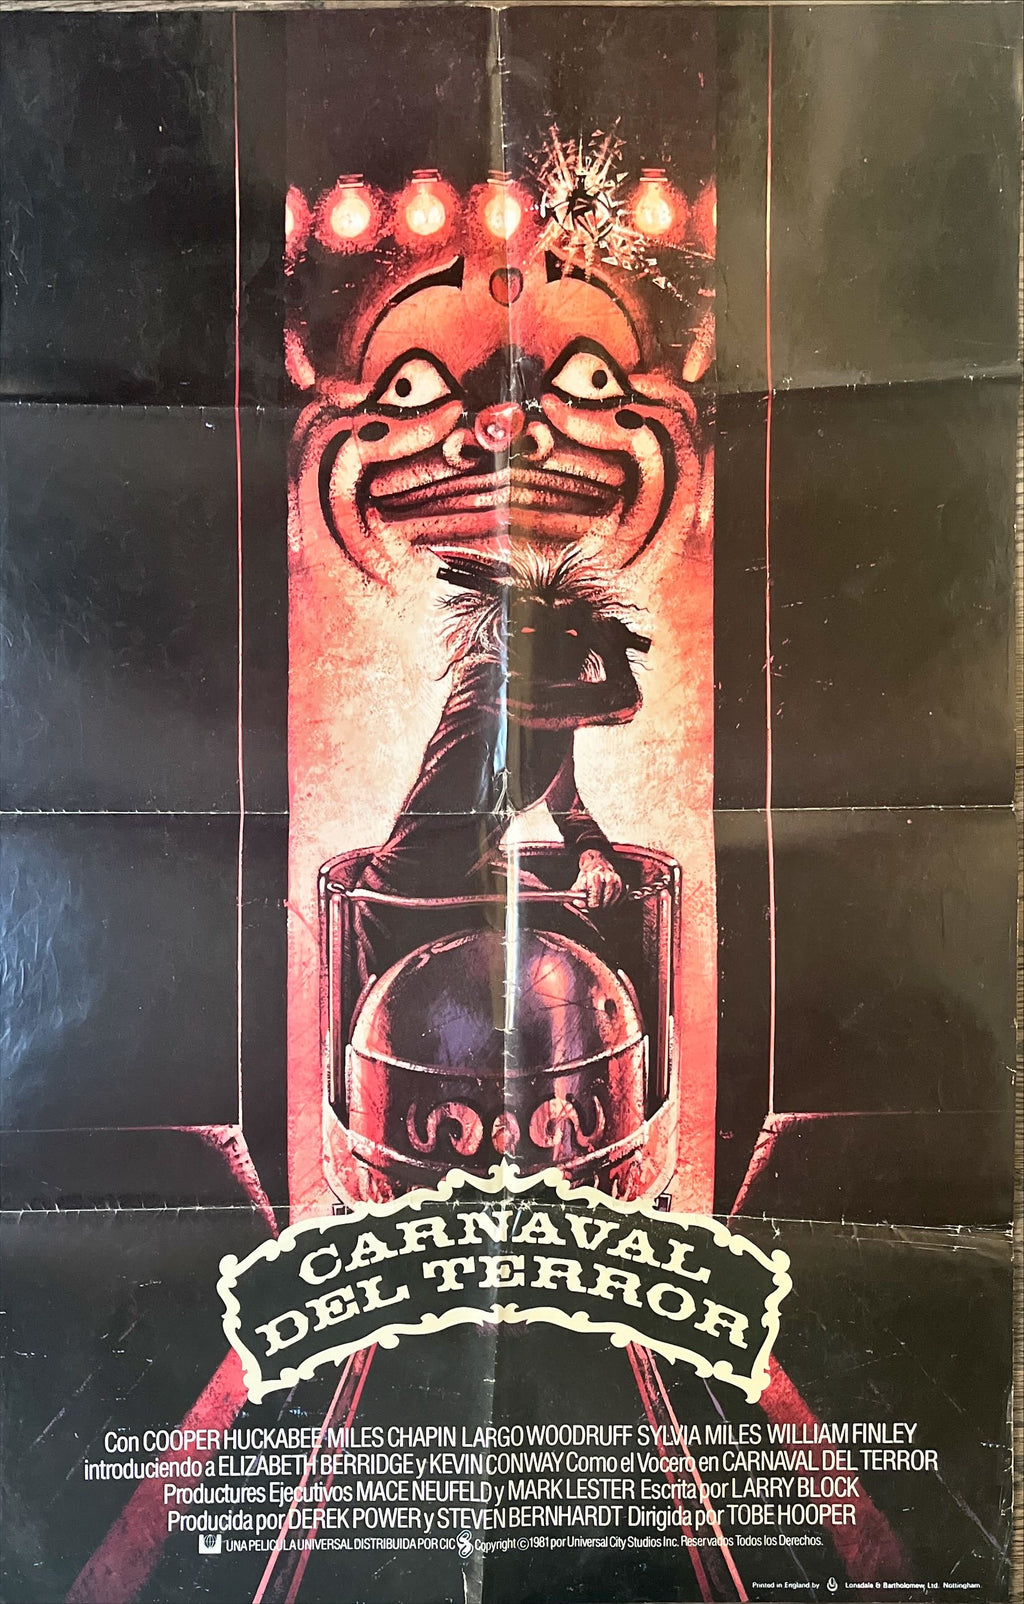 CARNAVAL
DEL TERROR
Con COOPER HUCKABEE MILES CHAPIN LARGO WOODRUFF SYLVIA MILES WILLIAM FINLEY
introduciendo a ELIZABETH BERRIDGE y KEVIN CONWAY Como el Vocero en CARNAVAL DEL TERROR
Productures Ejecutivos MACE NEUFELD y MARK LESTER Escrita por LARRY BLOCK
Producida por DEREK POWER y STEVEN BERNHARDT Dirigida por TOBE HOOPER
UNA PELICULA UNIVERSAL DISTRIBUIDA POR CIC Copyright ©1981 por Universal City Studios Inc. Reservados Todos los Derechos.
Printed in England by Lonsdale & Bartholomew, Ltd. Nottingham.